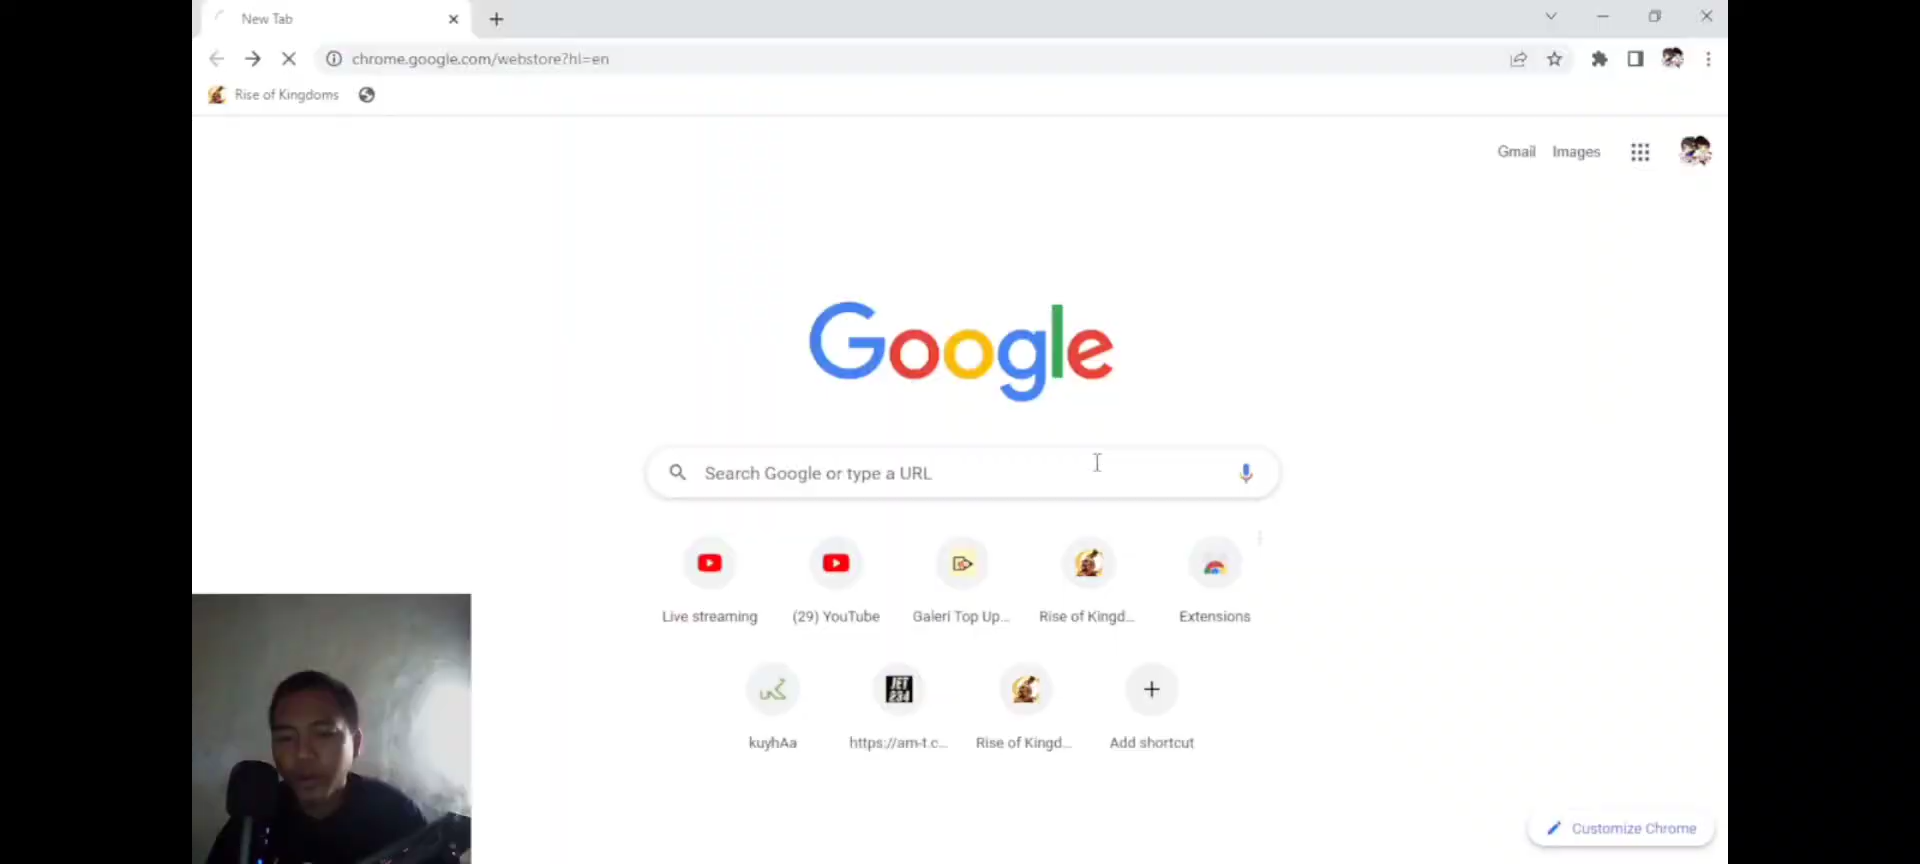 New Tab
chrome.google.com/webstore?hl=en
Rise of Kingdoms
Gmail Images
Google
Search Google or type a URL
Live streaming (29) YouTube Galeri Top Up... Rise of Kingd... Extensions
JET 234
kuyhAa https://am-t.c... Rise of Kingd... Add shortcut
Customize Chrome